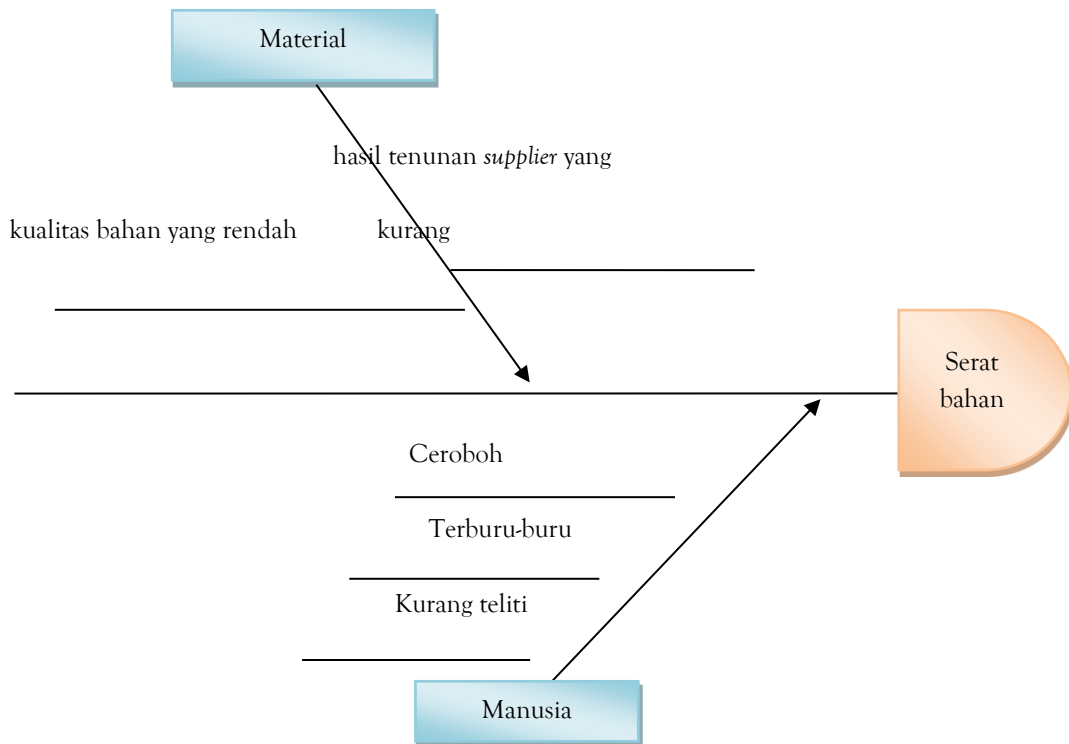 Material
hasil tenunan supplier yang
kualitas bahan yang rendah
kurang
Serat
bahan
Ceroboh
Terburu-buru
Kurang teliti
Manusia